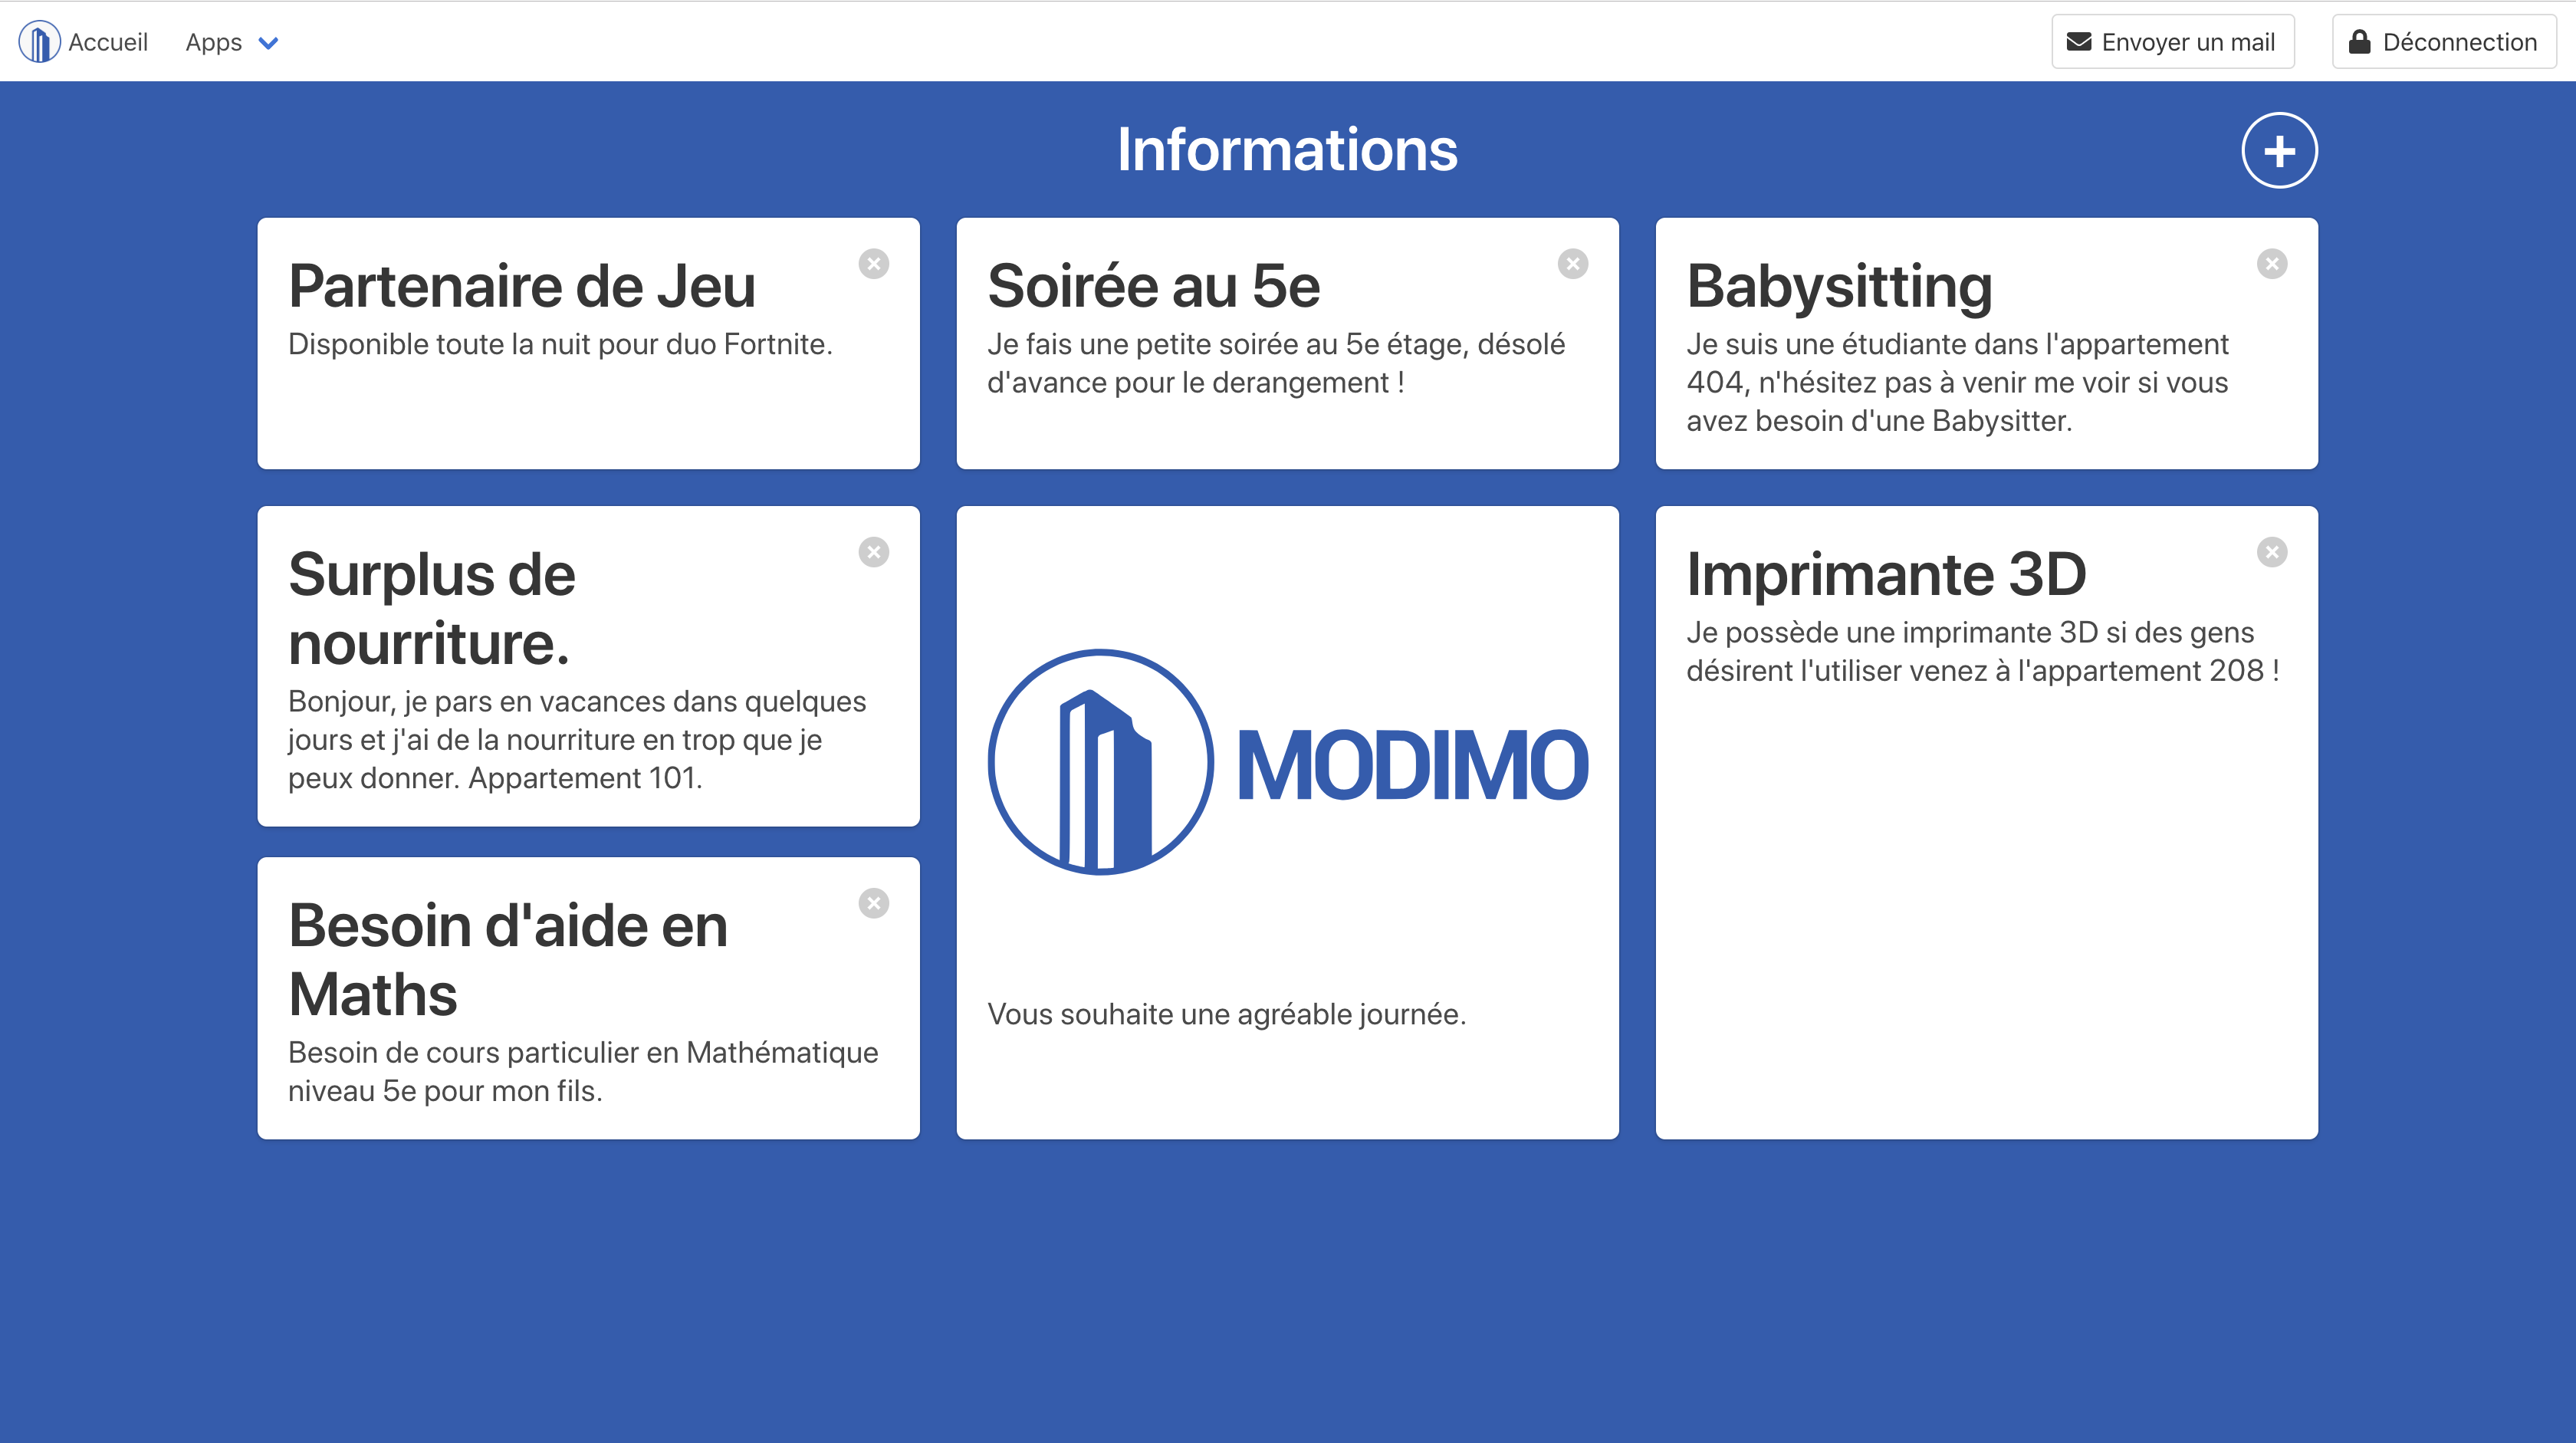 Accueil
Apps
Envoyer un mail
Déconnection
Informations
Partenaire de Jeu
Disponible toute la nuit pour duo Fortnite.
Soirée au 5e
Je fais une petite soirée au 5e étage, désolé
d'avance pour le derangement !
Babysitting
Je suis une étudiante dans l'appartement
404, n'hésitez pas à venir me voir si vous
avez besoin d'une Babysitter.
Surplus de
nourriture.
Bonjour, je pars en vacances dans quelques
jours et j'ai de la nourriture en trop que je
peux donner. Appartement 101.
Besoin d'aide en
Maths
Besoin de cours particulier en Mathématique
niveau 5e pour mon fils.
MODIMO
Vous souhaite une agréable journée.
Imprimante 3D
Je possède une imprimante 3D si des gens
désirent l'utiliser venez à l'appartement 208 !